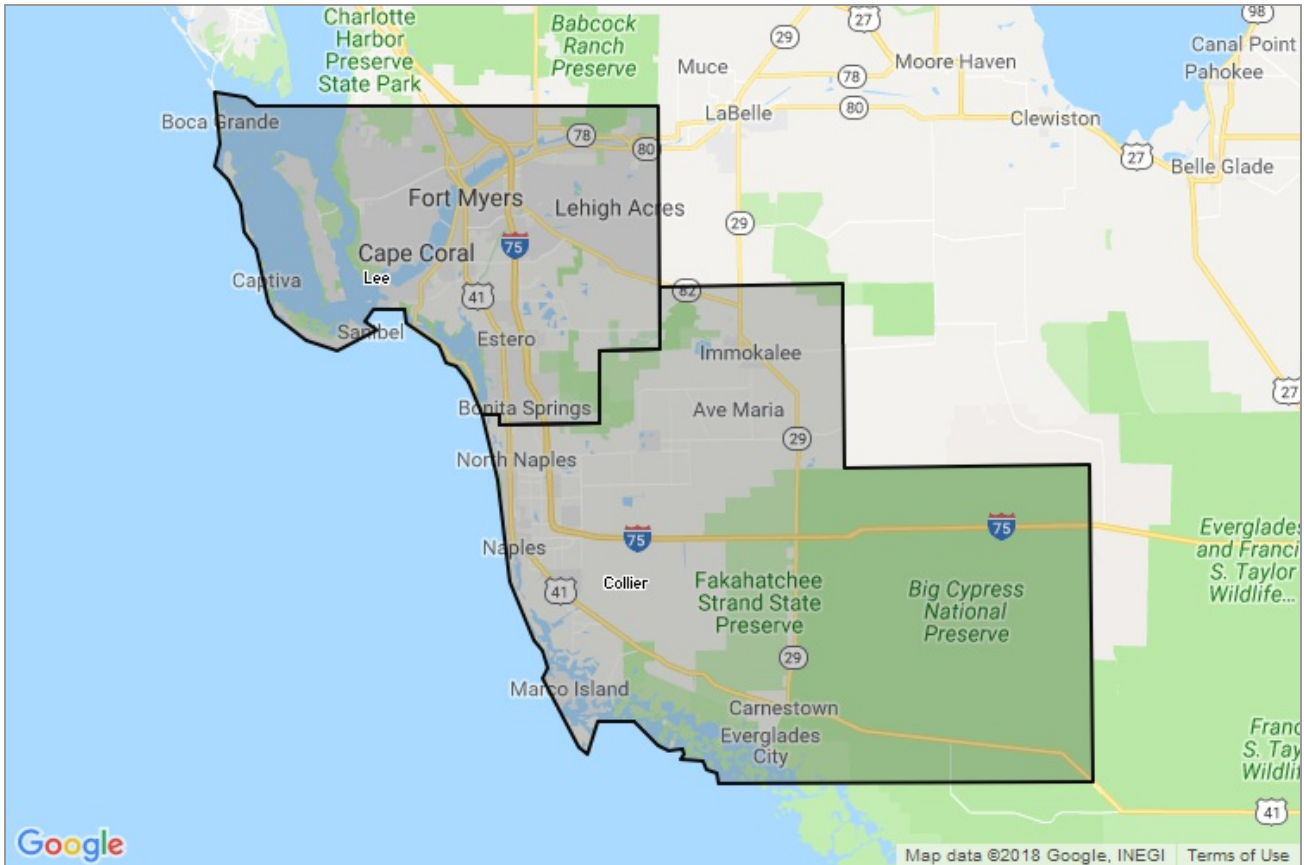 Charlotte
Harbor
Preserve
State Park
Babcock
Ranch
Preserve
27
98
29
Muce
Moore Haven
Canal Point
Pahokee
78
80
LaBelle
Clewiston
Boca Grande
78
80
27
Belle Glade
Fort Myers
Lehigh Acres
29
Cape Coral
75
Lee
Captiva
41
82
Sanibel
Estero
Immokalee
27
Bonita Springs
Ave Maria
29
North Naples
75
75
Naples
Everglades
and Franci
S. Taylor
Wildlife...
Collier
41
Fakahatchee
Strand State
Preserve
Big Cypress
National
Preserve
29
Marco Island
Carnestown
Everglades
City
Franc
S. Tay
Wildlif
41
Google
Map data ©2018 Google, INEGI
Terms of Use